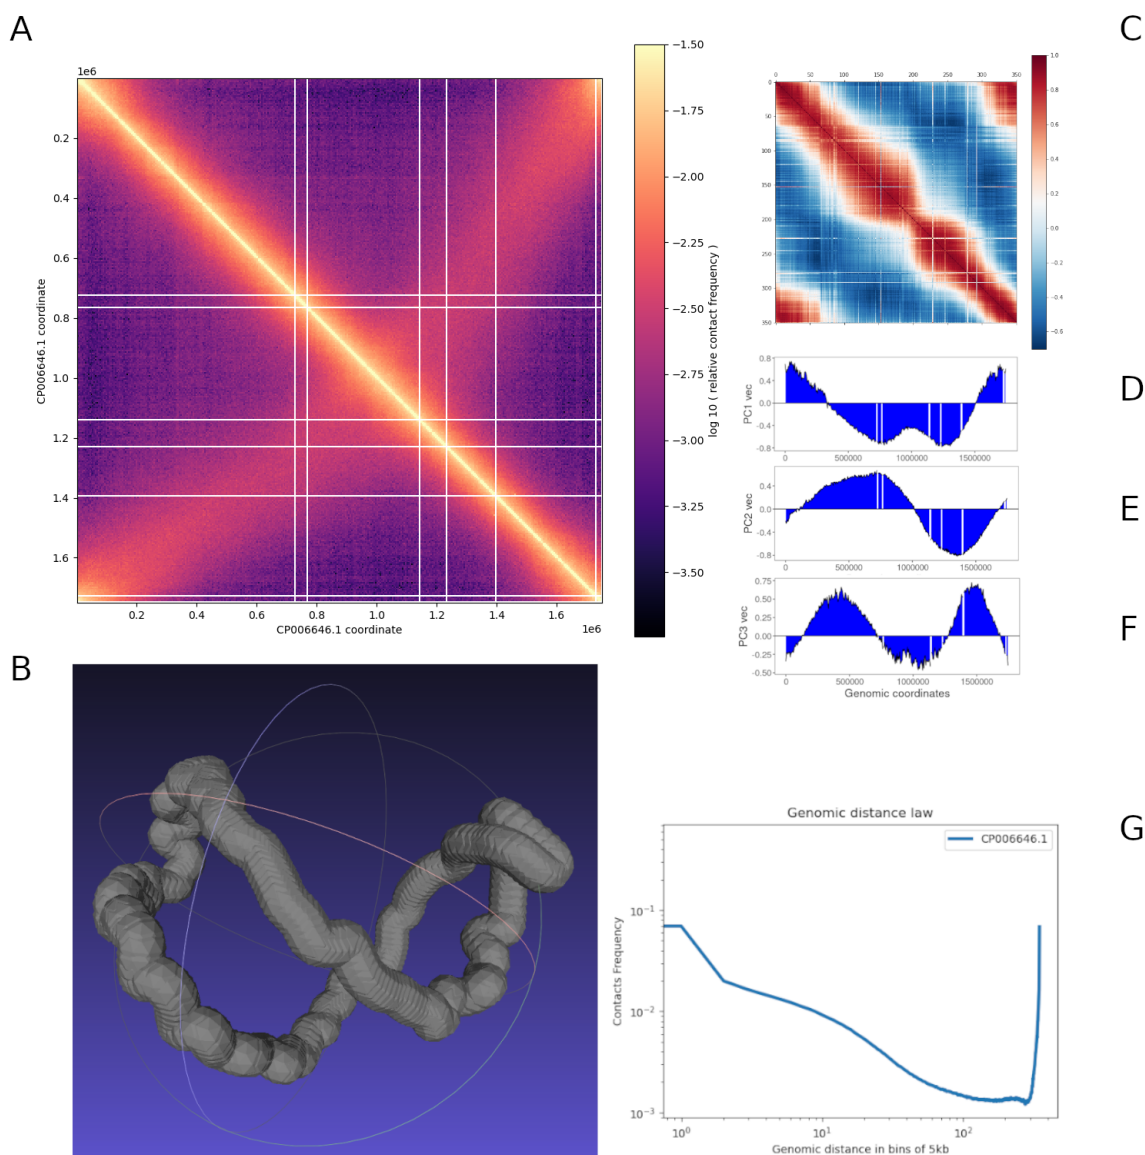 A
1e6
0.2
0.4
0.6
0.8
1.0
1.2
1.4
1.6
CP006646.1 coordinate
0.2 0.4 0.6 0.8 1.0 1.2 1.4 1.6
CP006646.1 coordinate
1e6
−1.50
−1.75
−2.00
−2.25
−2.50
−2.75
−3.00
−3.25
−3.50
log 10 ( relative contact frequency )
B
C
0 50 100 150 200 250 300 350
0
50
100
150
200
250
300
350
1.0
0.8
0.6
0.4
0.2
0.0
−0.2
−0.4
−0.6
D
PC1 vec
0.8
0.4
0.0
-0.4
-0.8
0 500000 1000000 1500000
E
PC2 vec
0.4
0.0
-0.4
-0.8
0 500000 1000000 1500000
F
PC3 vec
0.75
0.50
0.25
0.00
-0.25
-0.50
0 500000 1000000 1500000
Genomic coordinates
G
Genomic distance law
CP006646.1
Contacts Frequency
10⁻¹
10⁻²
10⁻³
10⁰ 10¹ 10²
Genomic distance in bins of 5kb